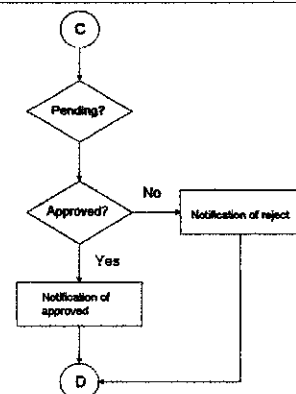 C
Pending?
Approved?
No
Notification of reject
Yes
Notification of
approved
D